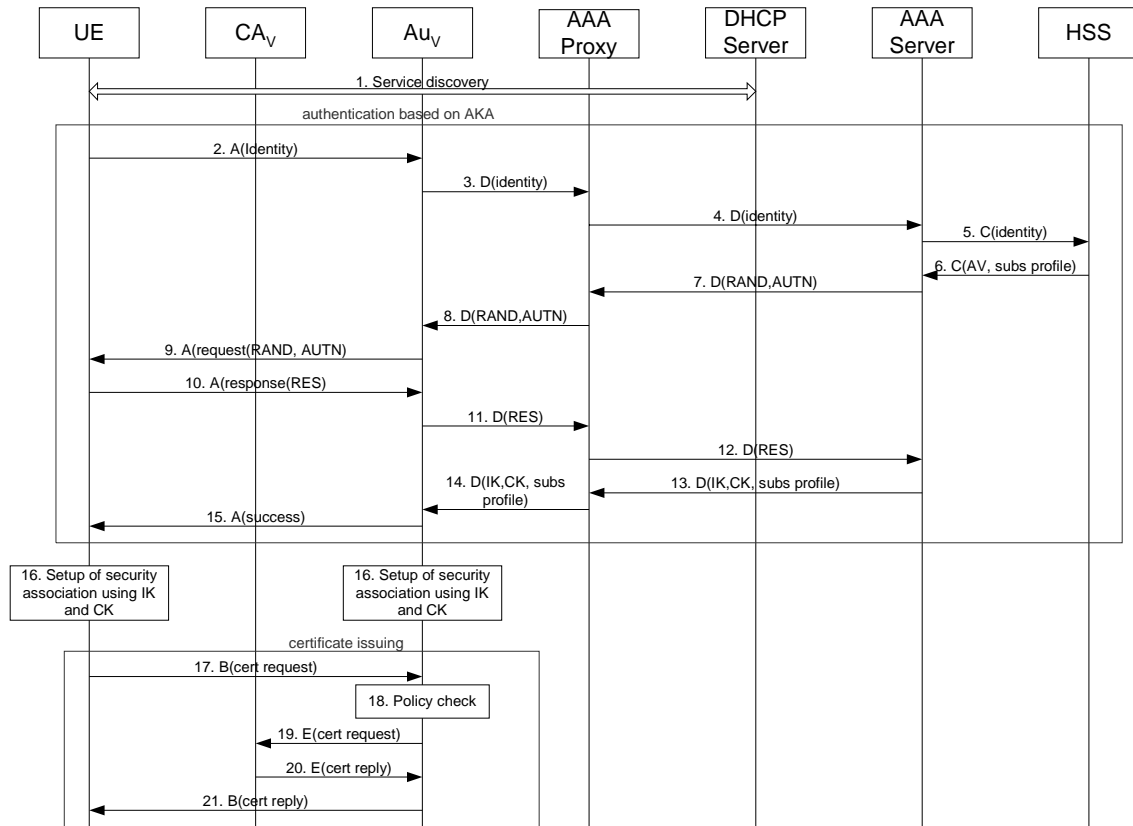 UE
CAV
AuV
AAA
Proxy
DHCP
Server
AAA
Server
HSS
1. Service discovery
authentication based on AKA
2. A(Identity)
3. D(identity)
4. D(identity)
5. C(identity)
6. C(AV, subs profile)
7. D(RAND,AUTN)
8. D(RAND,AUTN)
9. A(request(RAND, AUTN)
10. A(response(RES)
11. D(RES)
12. D(RES)
14. D(IK,CK, subs
profile)
13. D(IK,CK, subs profile)
15. A(success)
16. Setup of security
association using IK
and CK
16. Setup of security
association using IK
and CK
certificate issuing
17. B(cert request)
18. Policy check
19. E(cert request)
20. E(cert reply)
21. B(cert reply)